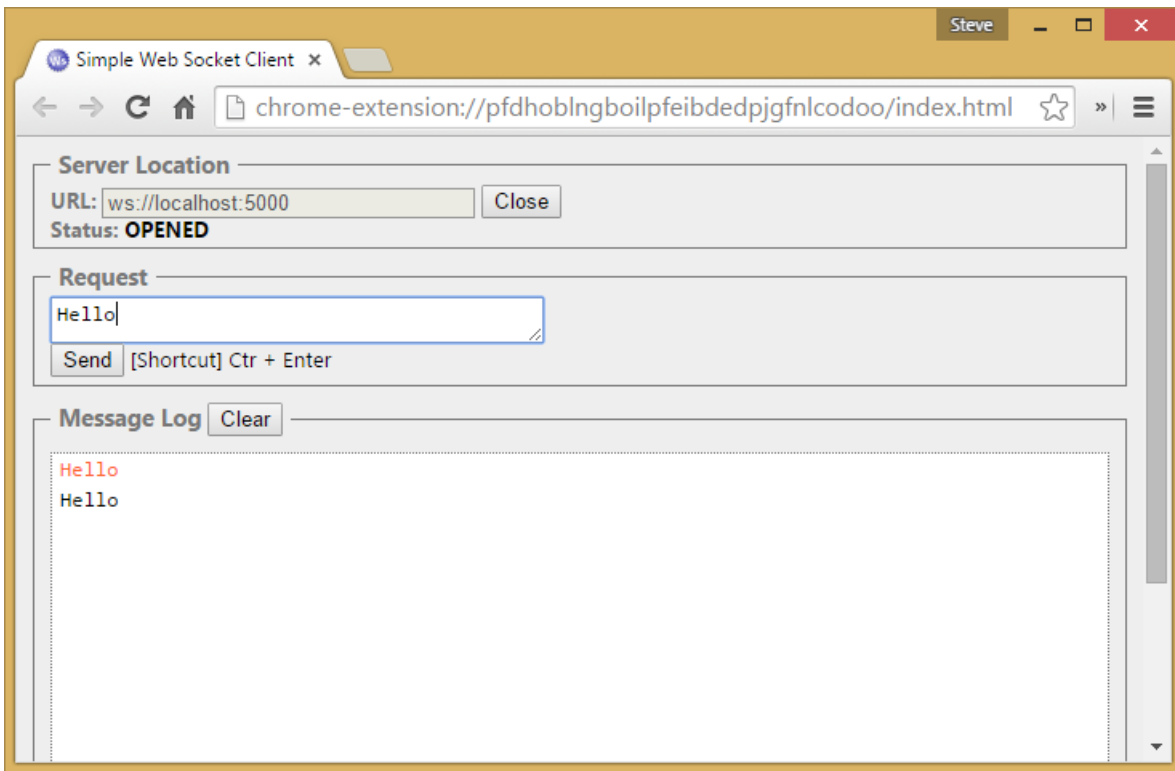 Steve
Ws Simple Web Socket Client
chrome-extension://pfdhoblngboilpfeibdedpjgfnlcodoo/index.html »
Server Location
URL: ws://localhost:5000 Close
Status: OPENED
Request
Hello
Send [Shortcut] Ctr + Enter
Message Log Clear
Hello
Hello